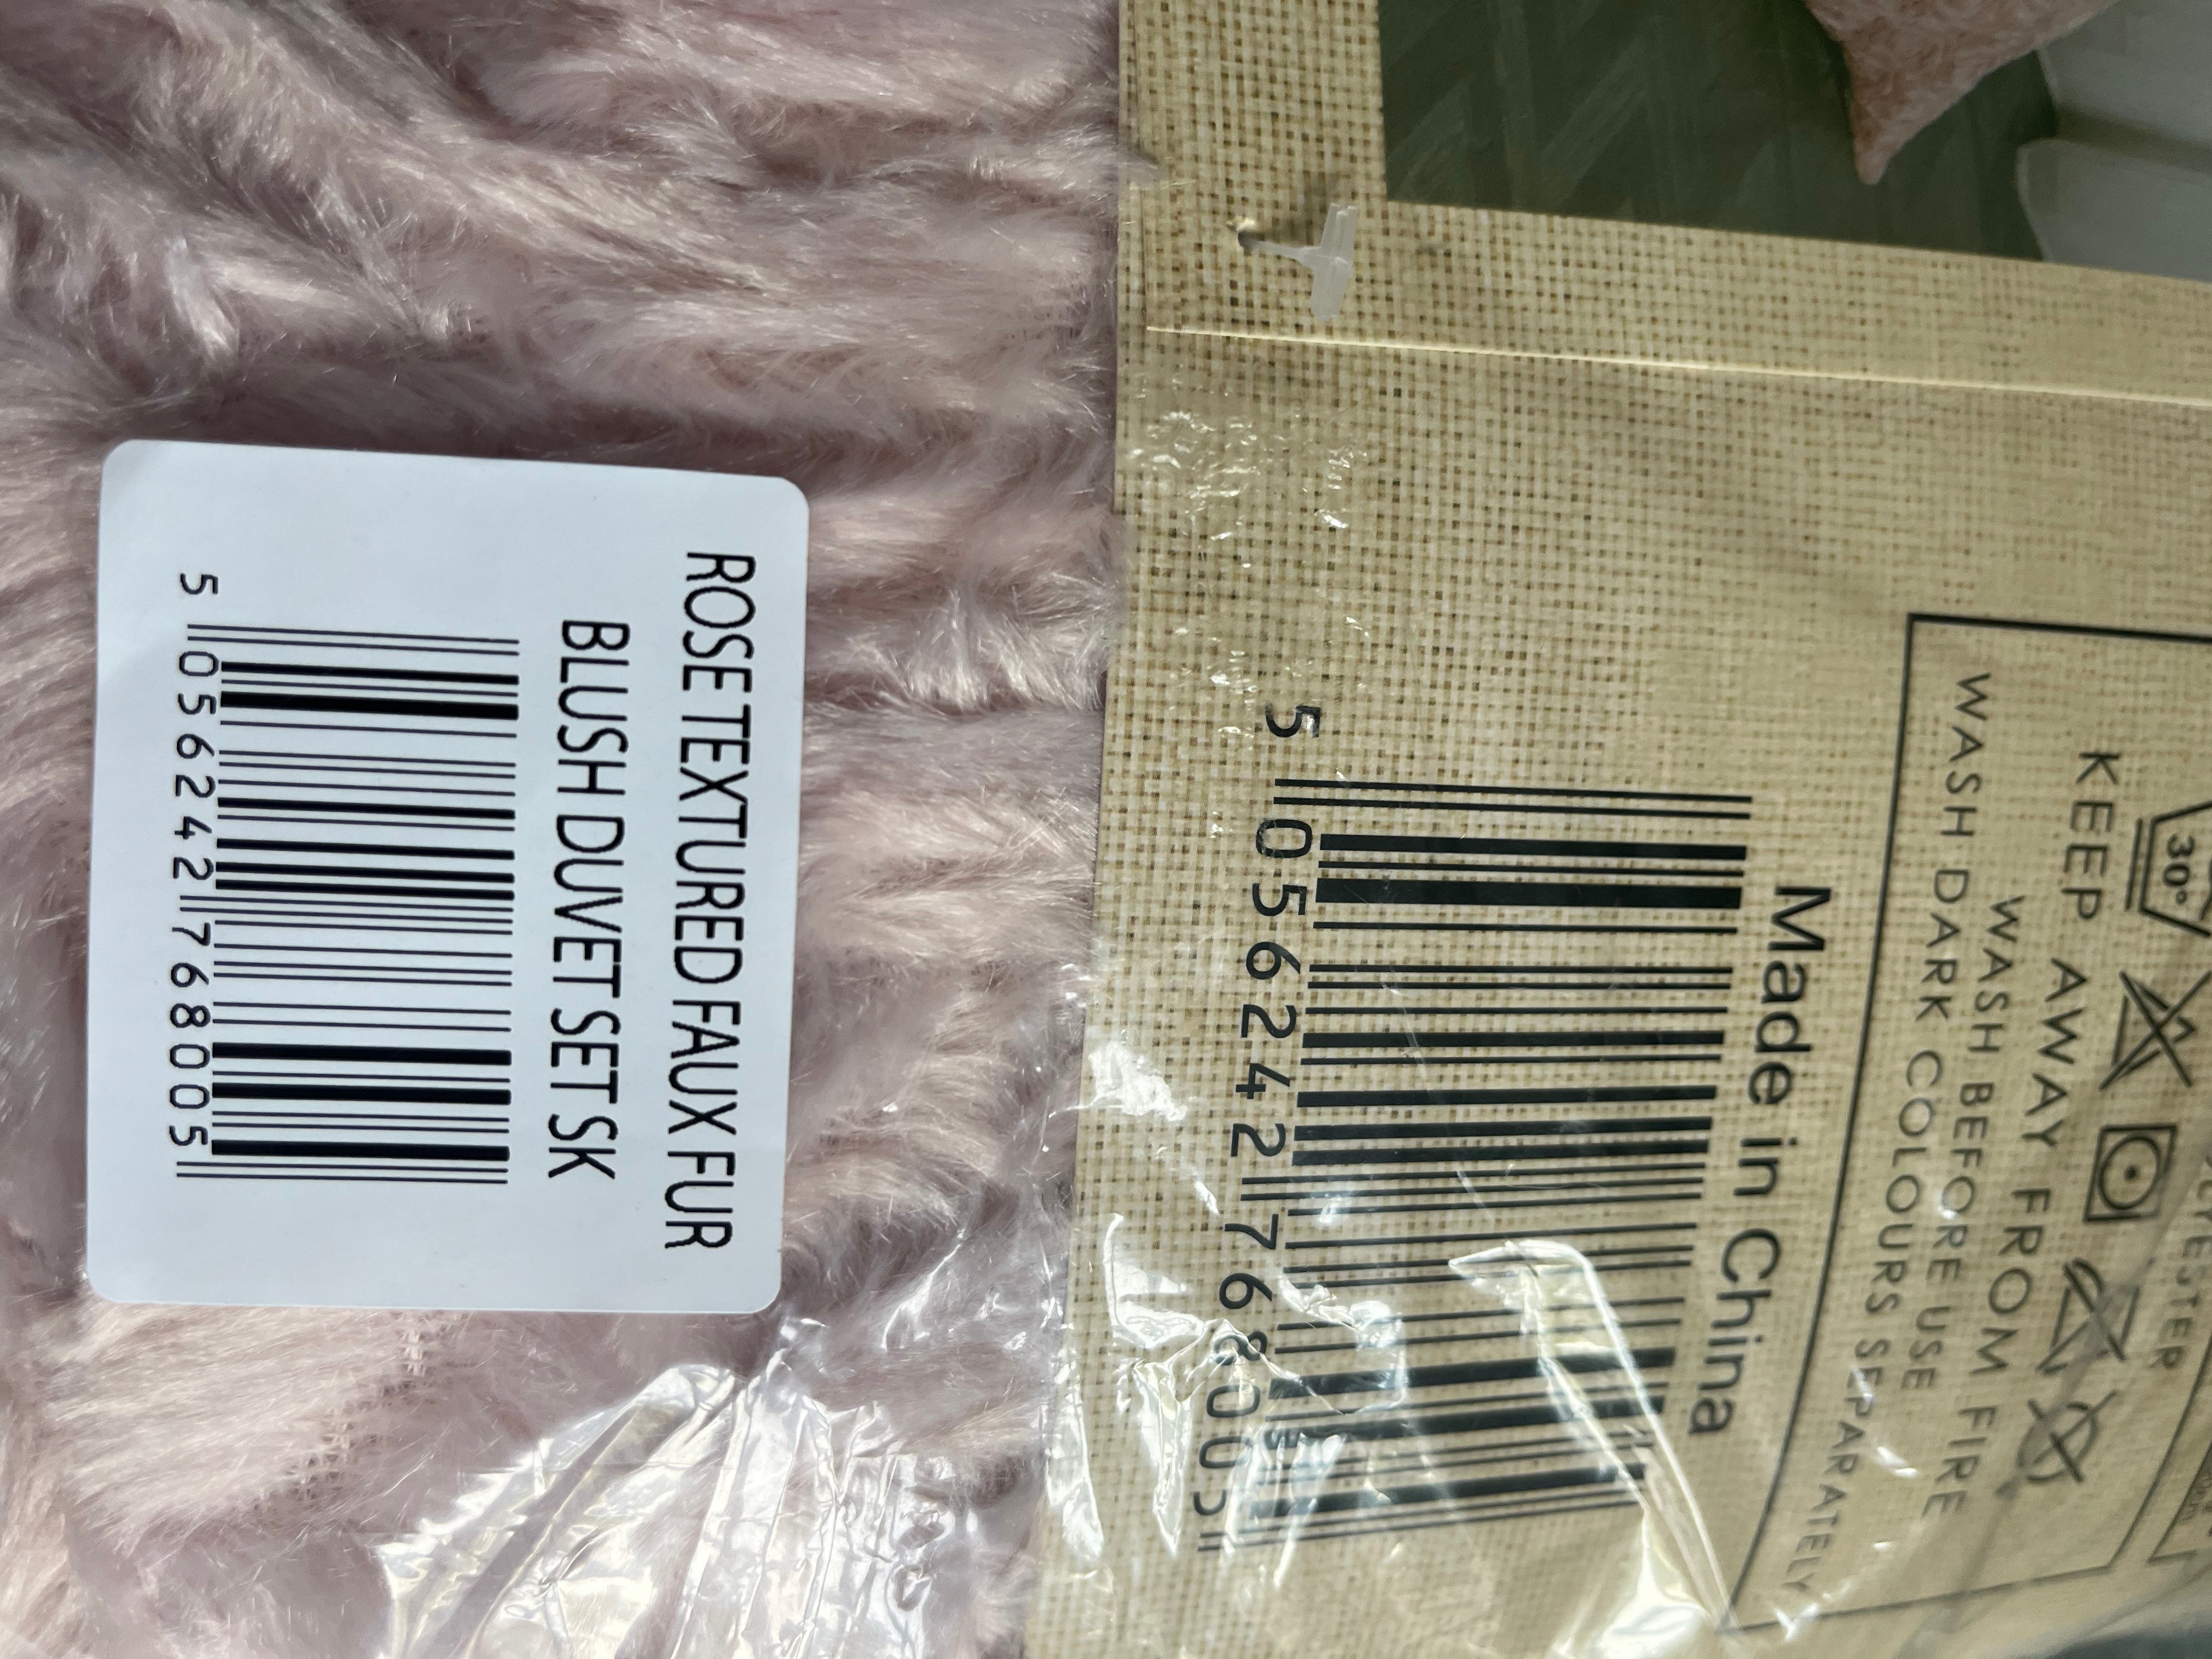 ROSE TEXTURED FAUX FUR
BLUSH DUVET SET SK
5 056242 768005
30°
KEEP AWAY FROM FIRE
WASH BEFORE USE
WASH DARK COLOURS SEPARATELY
Made in China
5 056242 768005